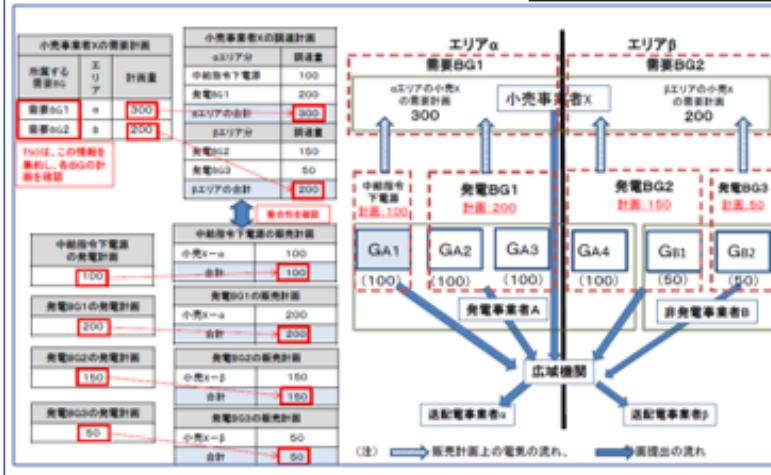 小売事業者Xの需要計画
所属する
需要BG
エ
リ
ア
計画量
需要BG1 α 300
需要BG2 β 200
TSOは、この情報を
集約し、各BGの計
画を確認
小売事業者Xの調達計画
αエリア分 調達量
中給指令下電源 100
発電BG1 200
αエリアの合計 300
βエリア分 調達量
発電BG2 150
発電BG3 50
βエリアの合計 200
整合性を確認
中給指令下電源
の発電計画
100
発電BG1の発電計画
200
発電BG2の発電計画
150
発電BG3の発電計画
50
中給指令下電源の販売計画
小売X-α 100
合計 100
発電BG1の販売計画
小売X-α 200
合計 200
発電BG2の販売計画
小売X-β 150
合計 150
発電BG3の販売計画
小売X-β 50
合計 50
エリアα
需要BG1
αエリアの小売X
の需要計画
300
小売事業者X
エリアβ
需要BG2
βエリアの小売X
の需要計画
200
中給指令
下電源
計画:100
発電BG1
計画:200
発電BG2
計画:150
発電BG3
計画:50
GA1
(100)
GA2
(100)
GA3
(100)
GA4
(100)
GB1
(50)
GB2
(50)
発電事業者A
非発電事業者B
広域機関
送配電事業者α
送配電事業者β
(注) 販売計画上の電気の流れ、 画提出の流れ